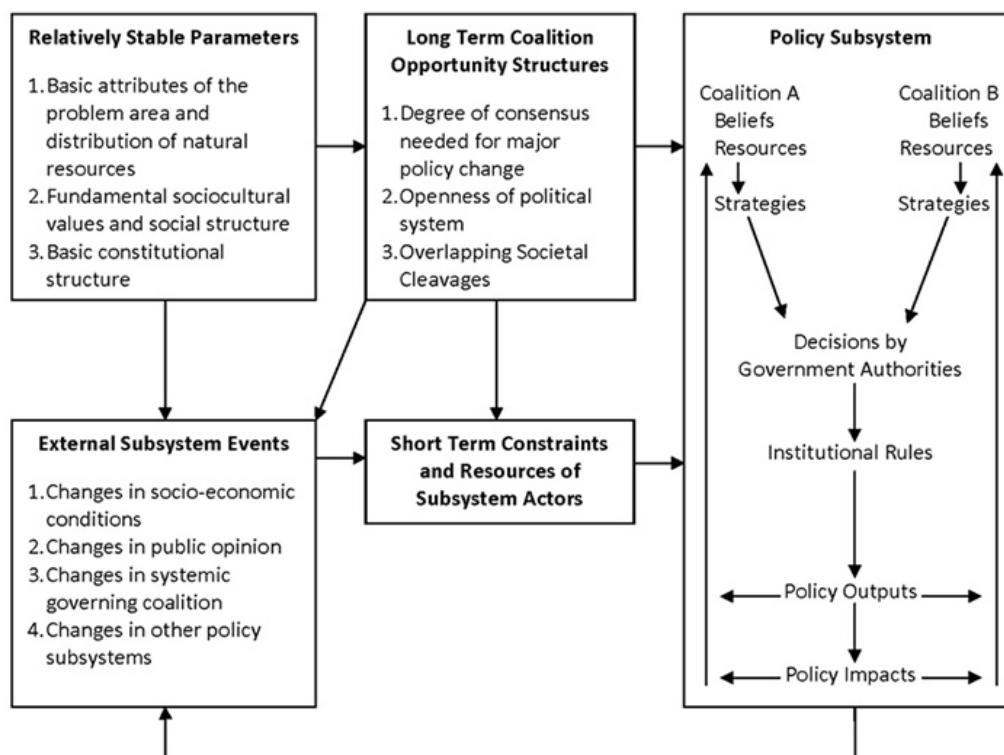 Relatively Stable Parameters
1. Basic attributes of the
problem area and
distribution of natural
resources
2. Fundamental sociocultural
values and social structure
3. Basic constitutional
structure
Long Term Coalition
Opportunity Structures
1. Degree of consensus
needed for major
policy change
2. Openness of political
system
3. Overlapping Societal
Cleavages
Policy Subsystem
Coalition A
Beliefs
Resources
Strategies
Coalition B
Beliefs
Resources
Strategies
Decisions by
Government Authorities
Institutional Rules
Policy Outputs
Policy Impacts
External Subsystem Events
1. Changes in socio-economic
conditions
2. Changes in public opinion
3. Changes in systemic
governing coalition
4. Changes in other policy
subsystems
Short Term Constraints
and Resources of
Subsystem Actors